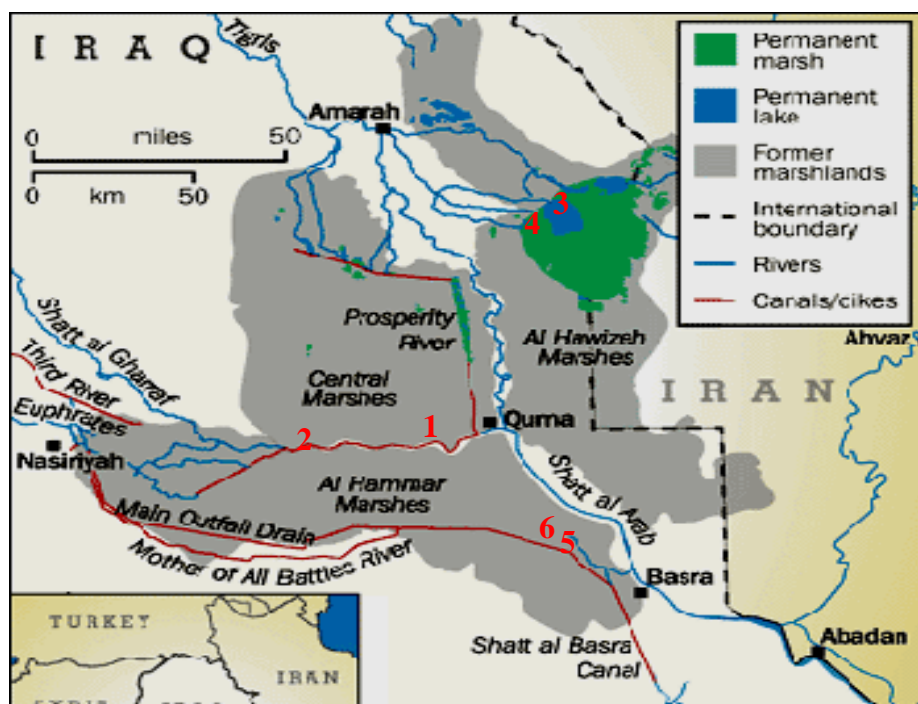 IRAQ
Tigris
Amarah
0 miles 50
0 km 50
Permanent
marsh
Permanent
lake
Former
marshlands
International
boundary
Rivers
Canals/cikes
3
4
Shatt al Gharraf
Third River
Euphrates
Nasiriyah
Prosperity
River
Central
Marshes
Al Hawizeh
Marshes
Ahvaz
IRAN
Qurna
1
2
Al Hammar
Marshes
Shatt al Arab
Main Outfall Drain
Mother of All Battles River
6
5
Basra
Shatt al Basra
Canal
Abadan
TURKEY
IRAN